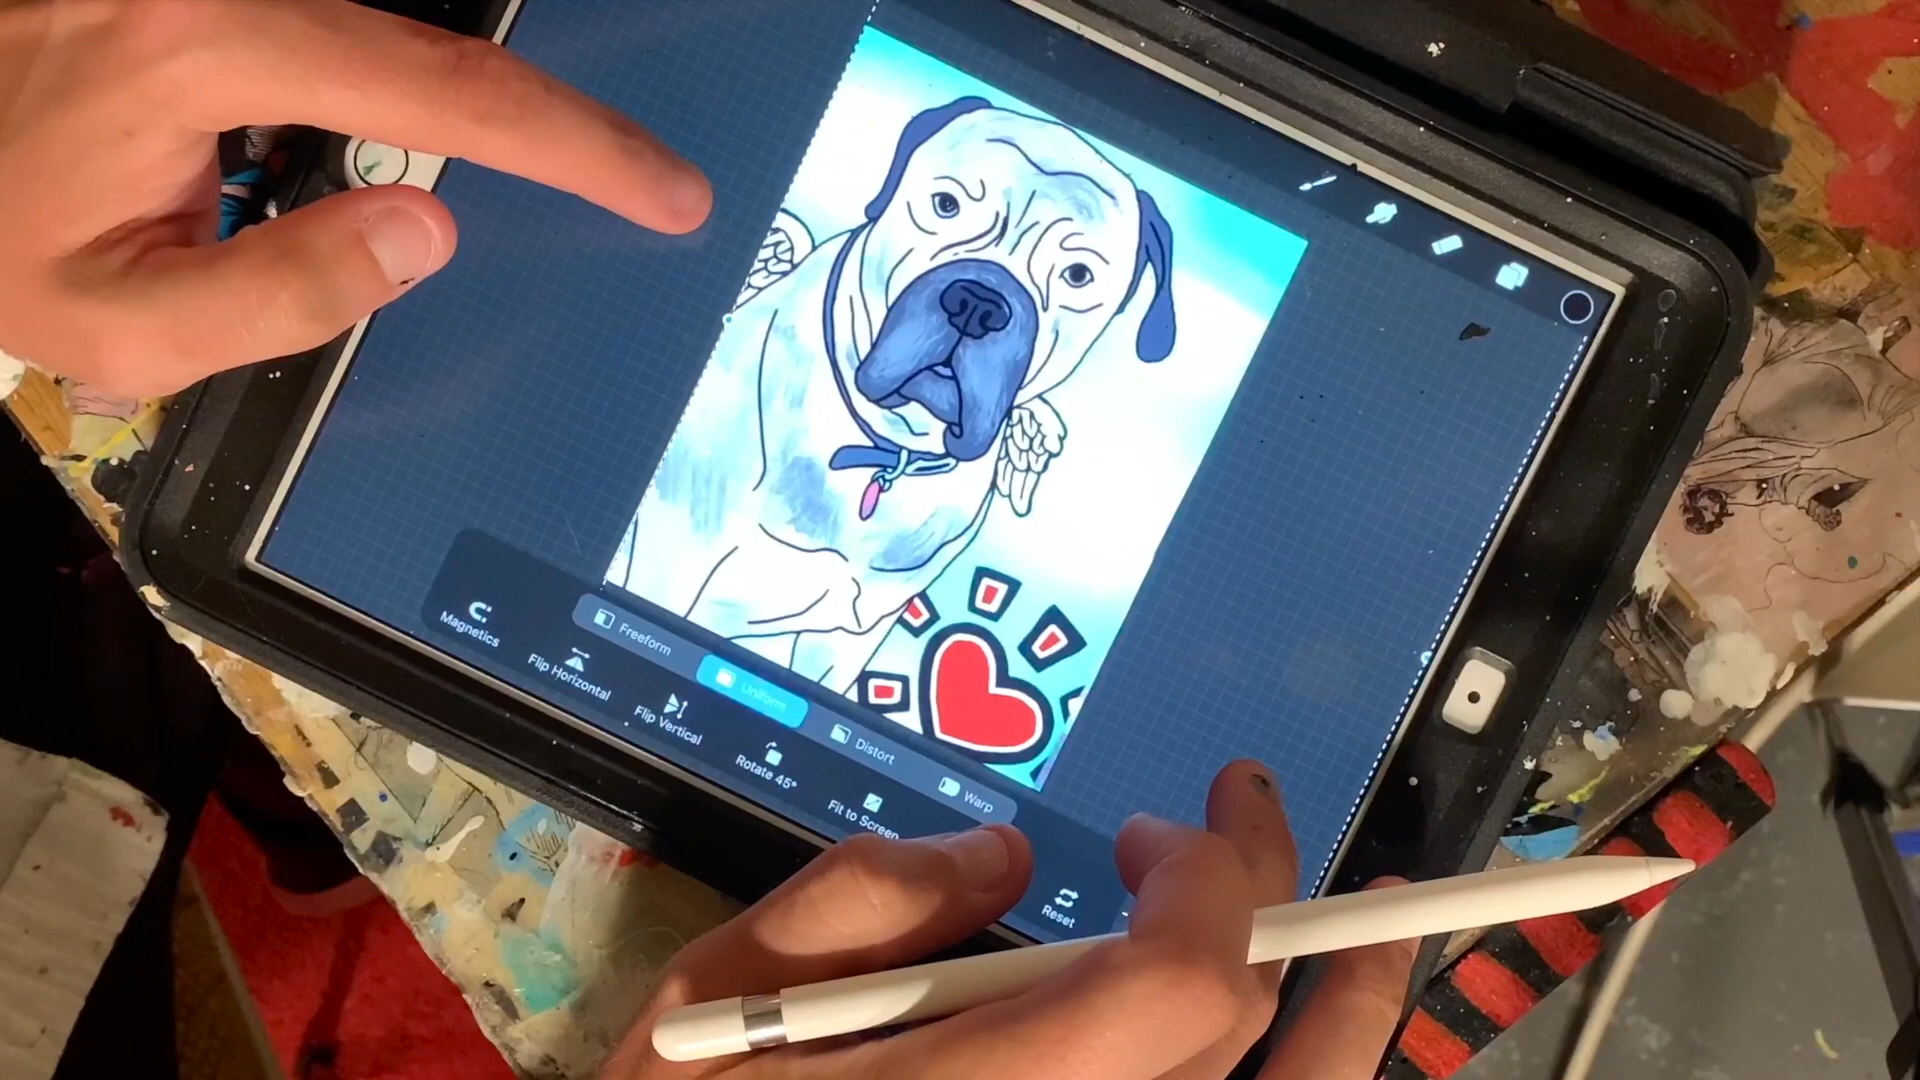 Freeform
Uniform
Distort
Warp
Magnetics
Flip Horizontal
Flip Vertical
Rotate 45°
Fit to Screen
Reset